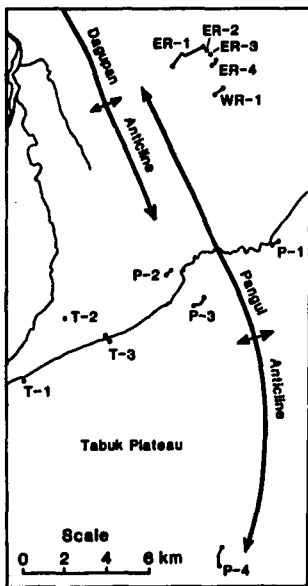 ER-2
ER-1
ER-3
ER-4
WR-1
Dagupan
Anticline
P-1
P-2
P-3
Pangul
Anticline
T-2
T-3
T-1
Tabuk Plateau
Scale
0 2 4 6 km
P-4